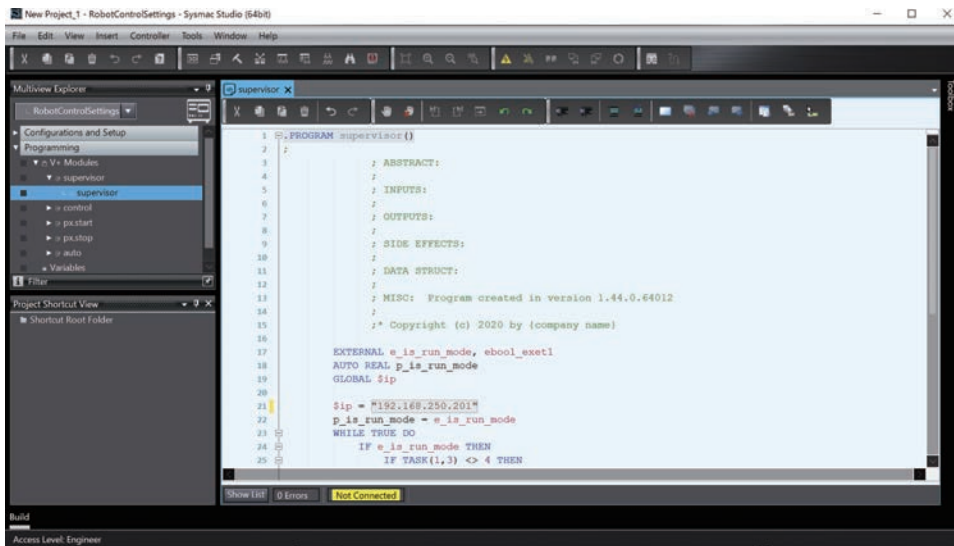 New Project_1 - RobotControlSettings - Sysmac Studio (64bit)
File Edit View Insert Controller Tools Window Help
Multiview Explorer
RobotControlSettings
Configurations and Setup
Programming
V+ Modules
supervisor
supervisor
control
px.start
px.stop
auto
Variables
Filter
Project Shortcut View
Shortcut Root Folder
supervisor
1 .PROGRAM supervisor()
2 ;
3 ; ABSTRACT:
4 ;
5 ; INPUTS:
6 ;
7 ; OUTPUTS:
8 ;
9 ; SIDE EFFECTS:
10 ;
11 ; DATA STRUCT:
12 ;
13 ; MISC: Program created in version 1.44.0.64012
14 ;
15 ;* Copyright (c) 2020 by {company name}
16
17 EXTERNAL e_is_run_mode, ebool_exet1
18 AUTO REAL p_is_run_mode
19 GLOBAL $ip
20
21 $ip = "192.168.250.201"
22 p_is_run_mode = e_is_run_mode
23 WHILE TRUE DO
24 IF e_is_run_mode THEN
25 IF TASK(1,3) <> 4 THEN
Toolbox
Show List 0 Errors Not Connected
Build
Access Level: Engineer